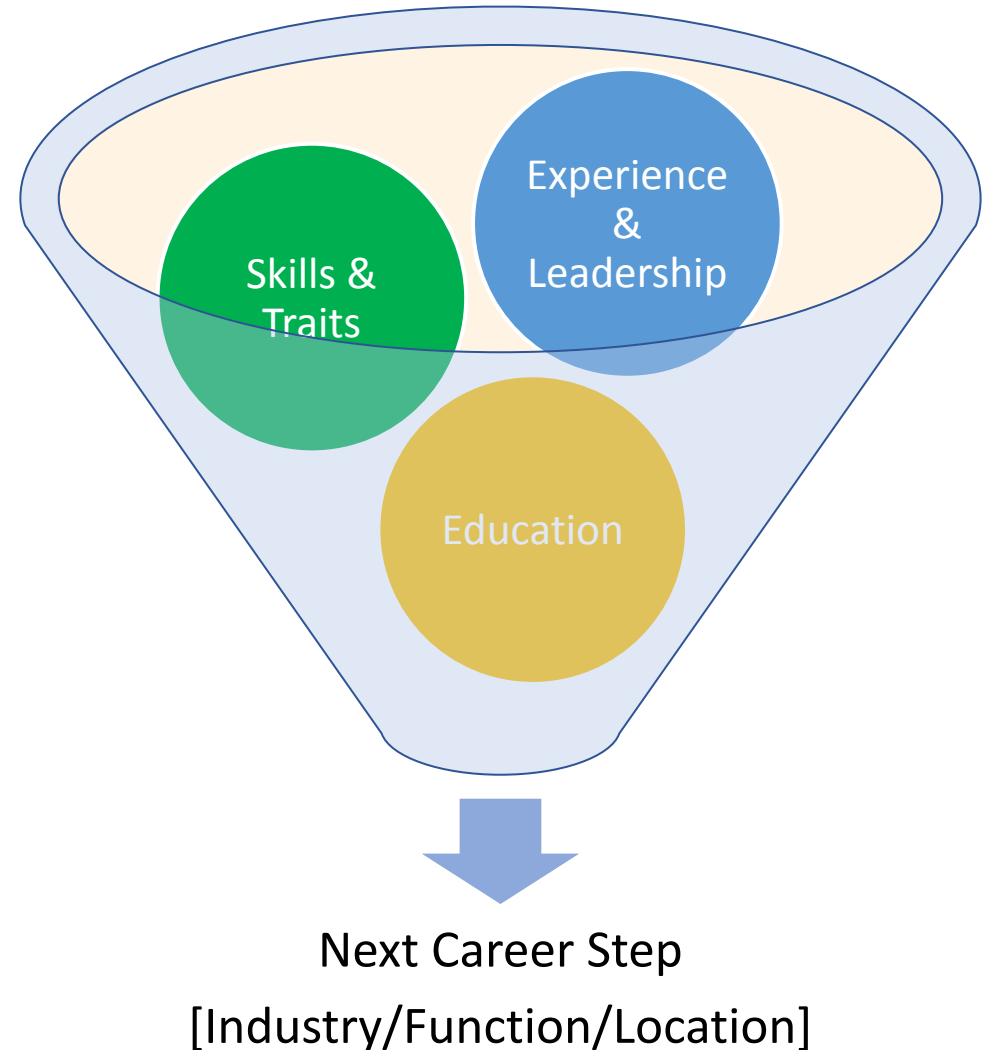 Experience
&
Leadership
Skills &
Traits
Education
Next Career Step
[Industry/Function/Location]